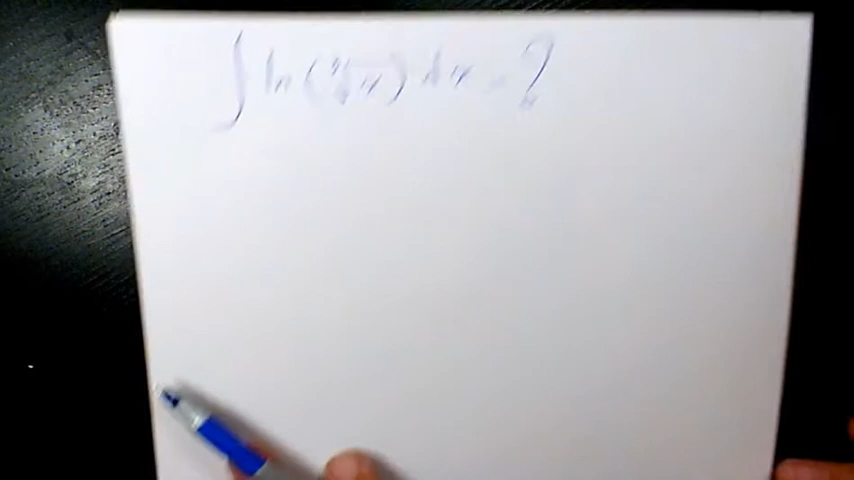 ∫ ln(ˣ√x) dx = ?